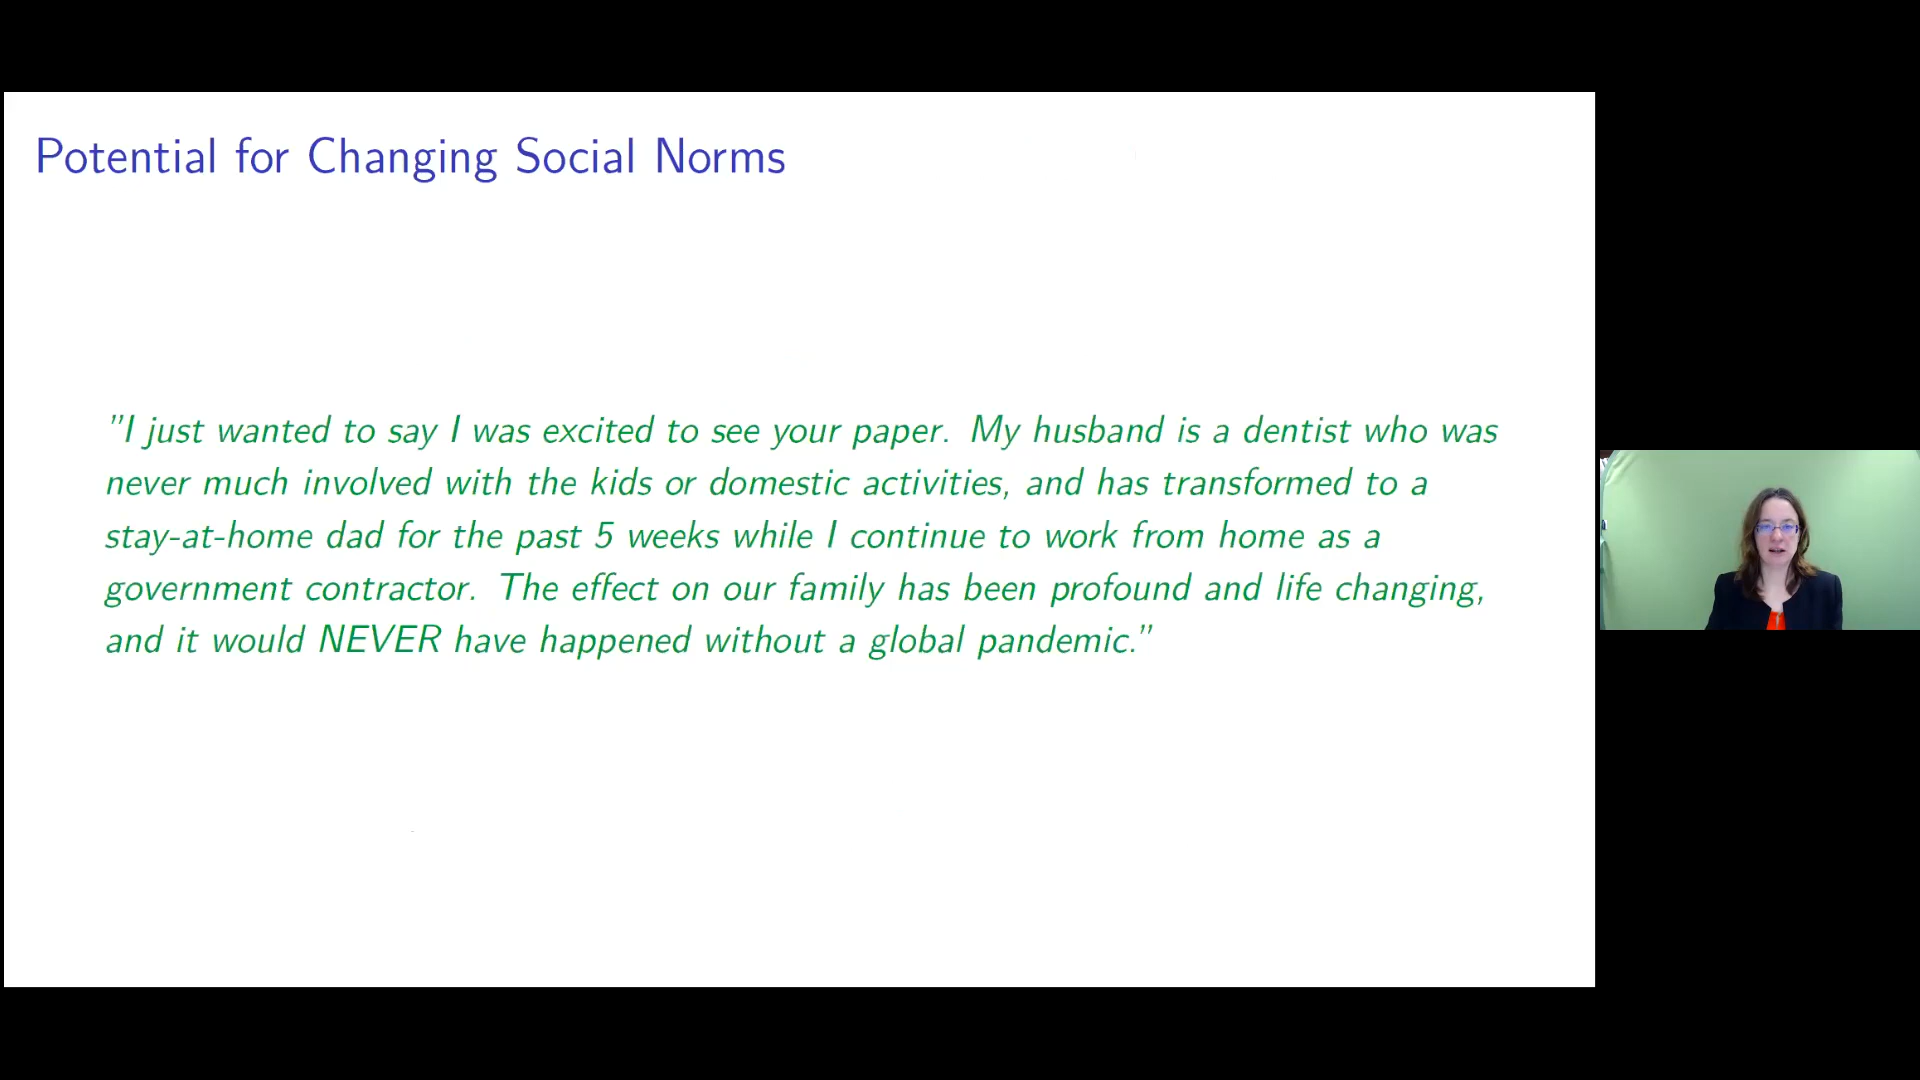 Potential for Changing Social Norms
"I just wanted to say I was excited to see your paper. My husband is a dentist who was
never much involved with the kids or domestic activities, and has transformed to a
stay-at-home dad for the past 5 weeks while I continue to work from home as a
government contractor. The effect on our family has been profound and life changing,
and it would NEVER have happened without a global pandemic."